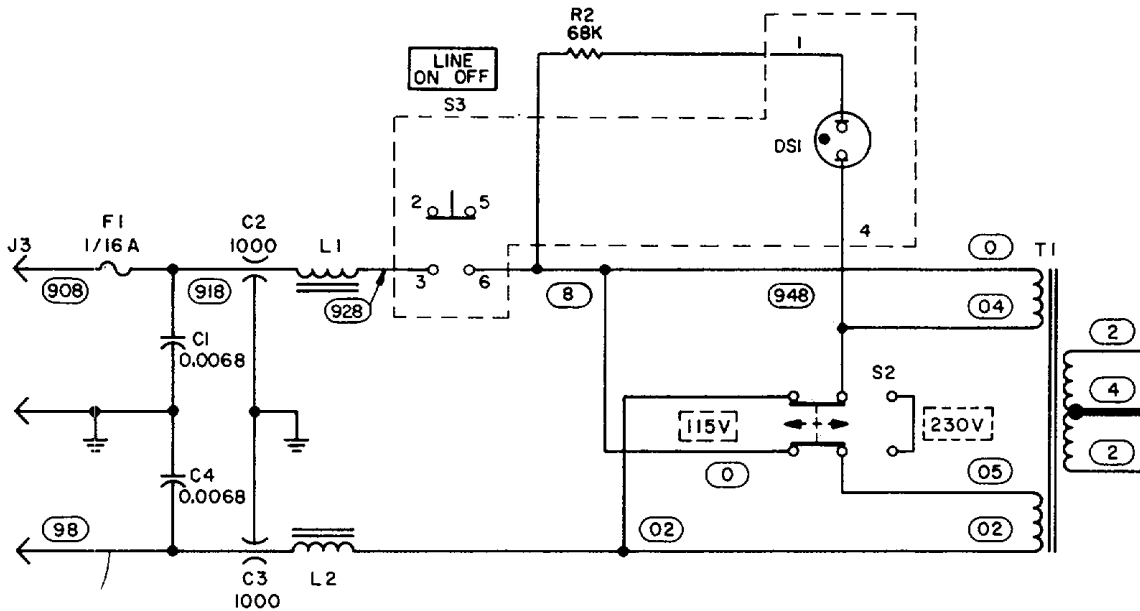 R2
68K
1
LINE
ON OFF
S3
DS1
2
5
4
J3
F1
1/16 A
C2
1000
L1
0
T1
908
918
928
3
6
8
948
04
C1
0.0068
2
S2
4
115V
230V
0
2
C4
0.0068
05
98
02
02
C3
1000
L2